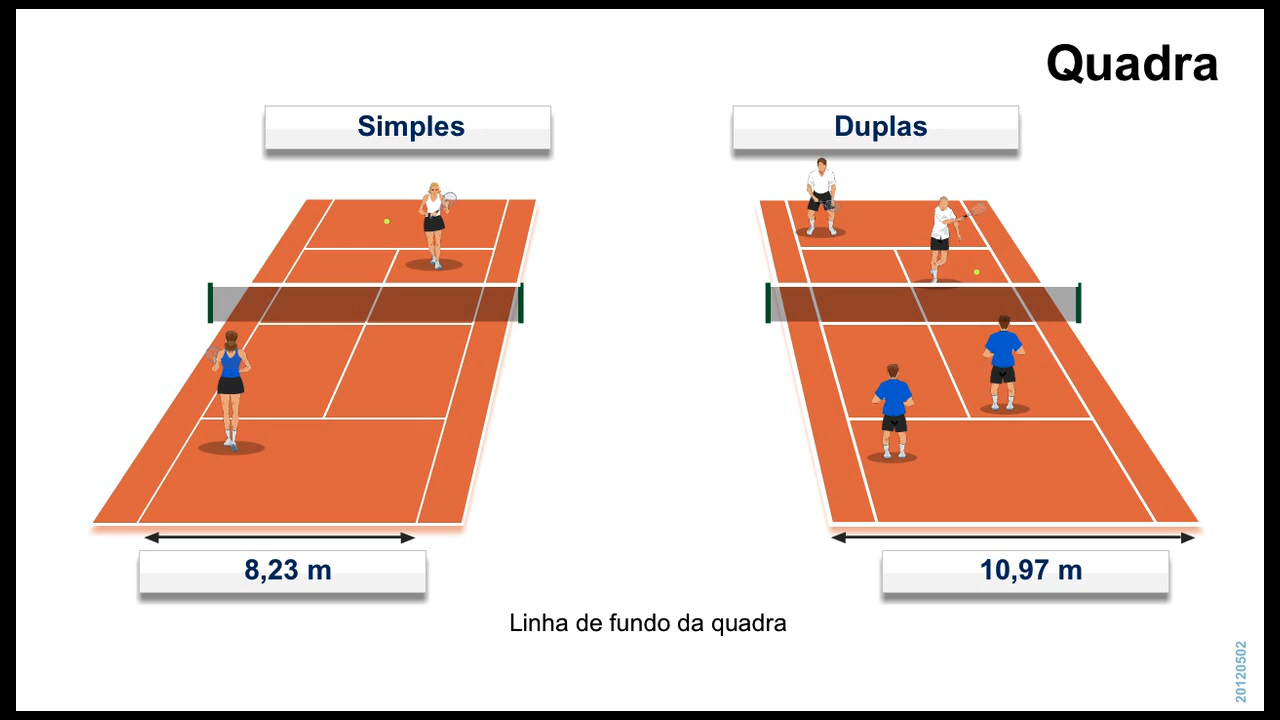 Quadra
Simples
Duplas
8,23 m
10,97 m
Linha de fundo da quadra
20120502